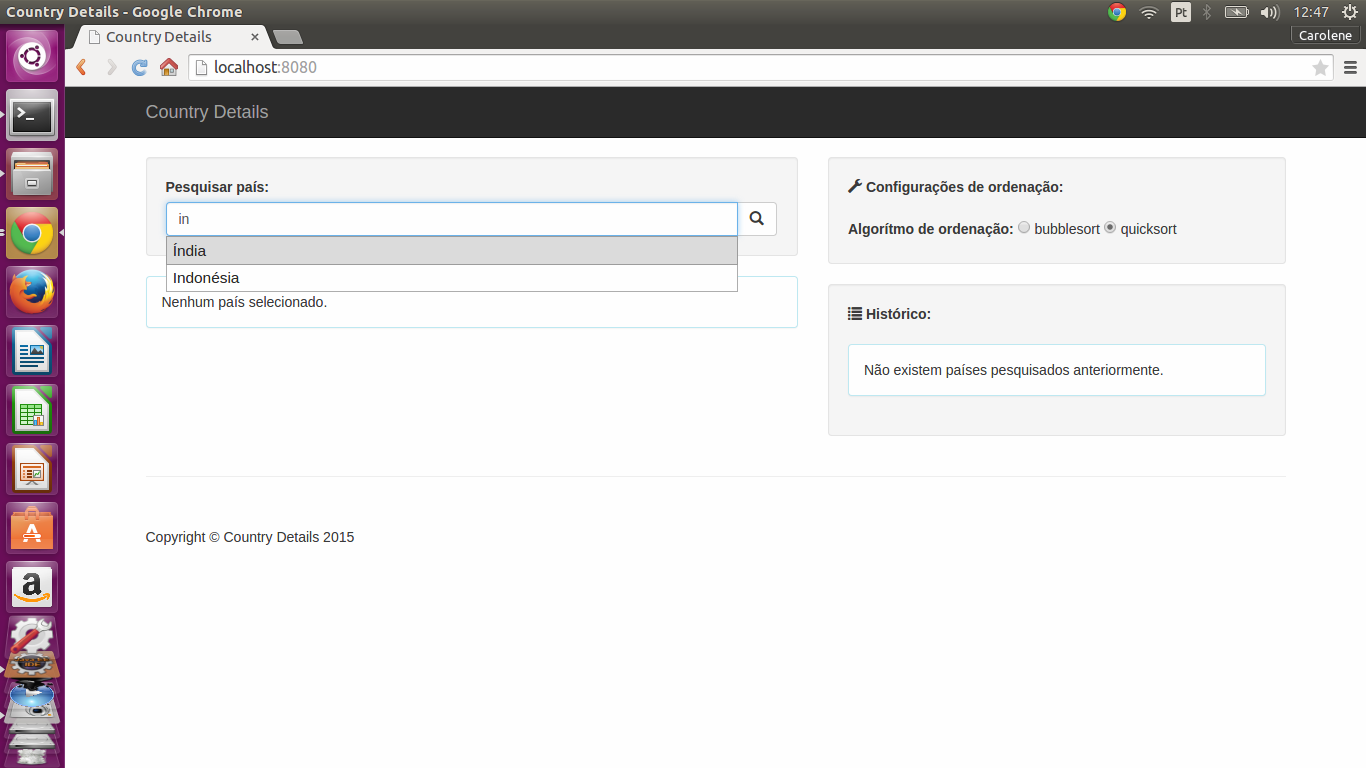 Country Details - Google Chrome
Pt
12:47
Country Details
Carolene
localhost:8080
Country Details
Pesquisar país:
in
Índia
Indonésia
Nenhum país selecionado.
Configurações de ordenação:
Algorítmo de ordenação: bubblesort quicksort
Histórico:
Não existem países pesquisados anteriormente.
Copyright © Country Details 2015